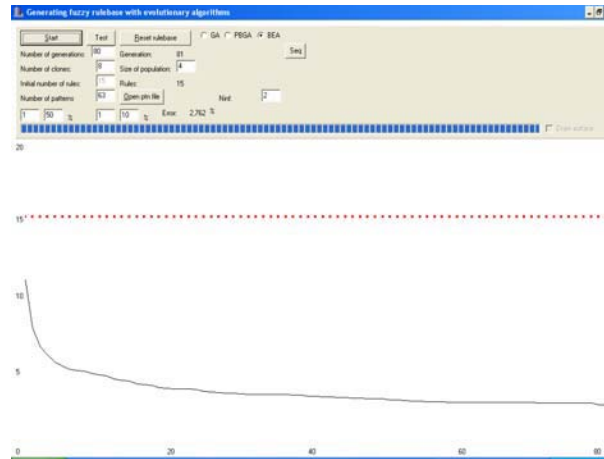 Generating fuzzy rulebase with evolutionary algorithms
Start Test Reset rulebase GA PBGA BEA
Number of generations: 80 Generation: 81 Seq
Number of clones: 8 Size of population: 4
Initial number of rules: 15 Rules: 15
Number of patterns: 63 Open ptn file Nint: 2
1 50 % 1 10 % Error: 2,762 %
Draw surface
20
15
10
5
0 20 40 60 80